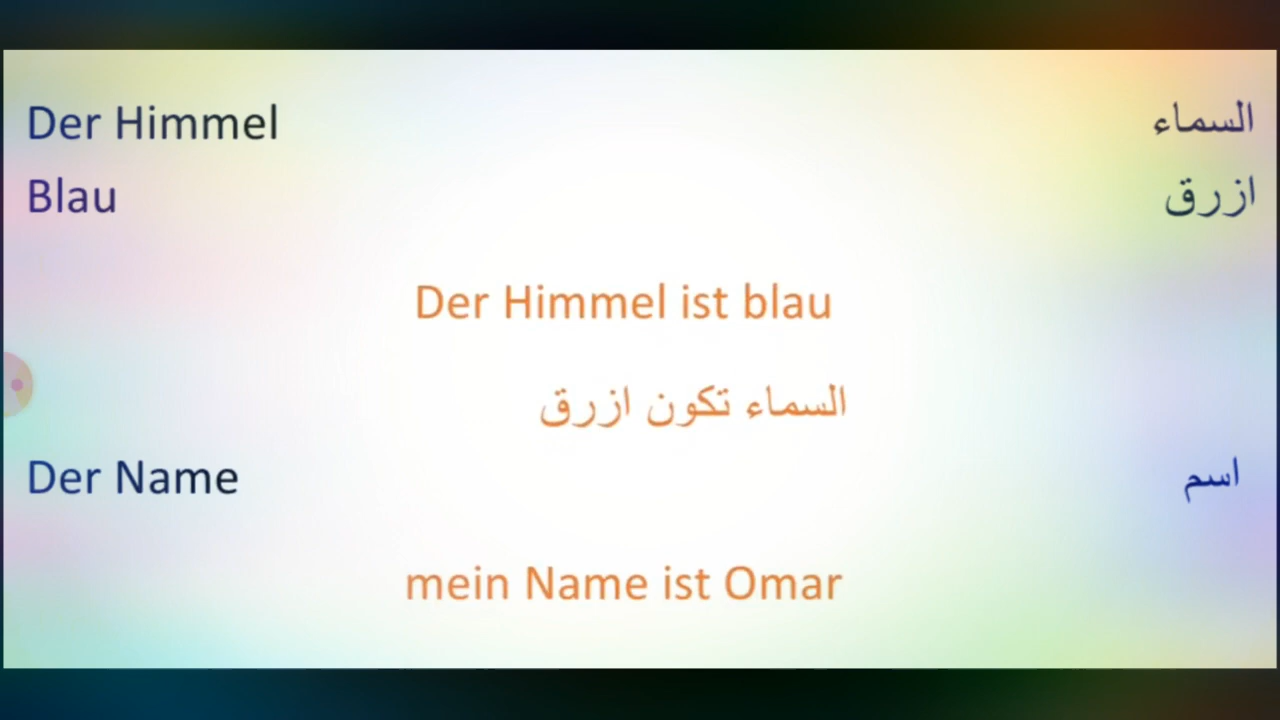 Der Himmel السماء
Blau ازرق
Der Himmel ist blau
السماء تكون ازرق
Der Name اسم
mein Name ist Omar